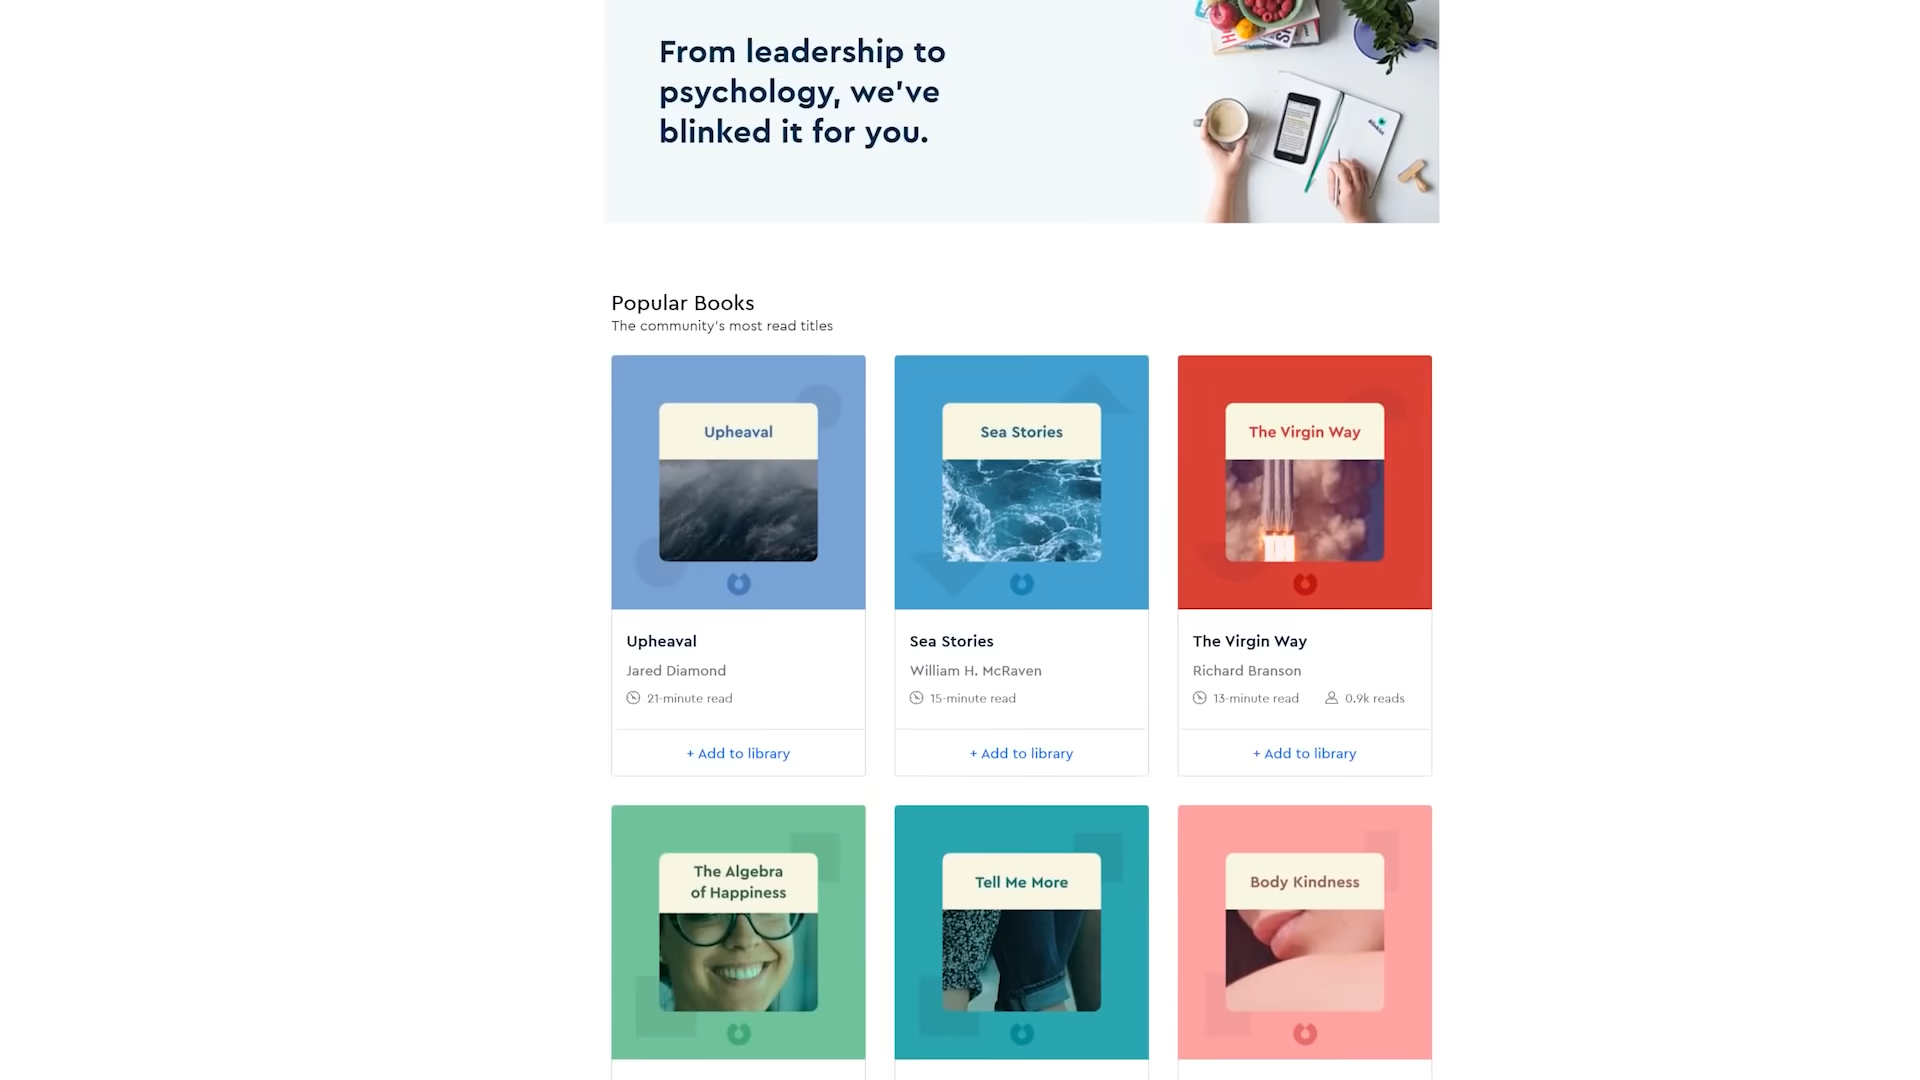 From leadership to
psychology, we've
blinked it for you.
Popular Books
The community's most read titles
Upheaval
Sea Stories
The Virgin Way
Upheaval
Jared Diamond
21-minute read
+ Add to library
Sea Stories
William H. McRaven
15-minute read
+ Add to library
The Virgin Way
Richard Branson
13-minute read
0.9k reads
+ Add to library
The Algebra
of Happiness
Tell Me More
Body Kindness